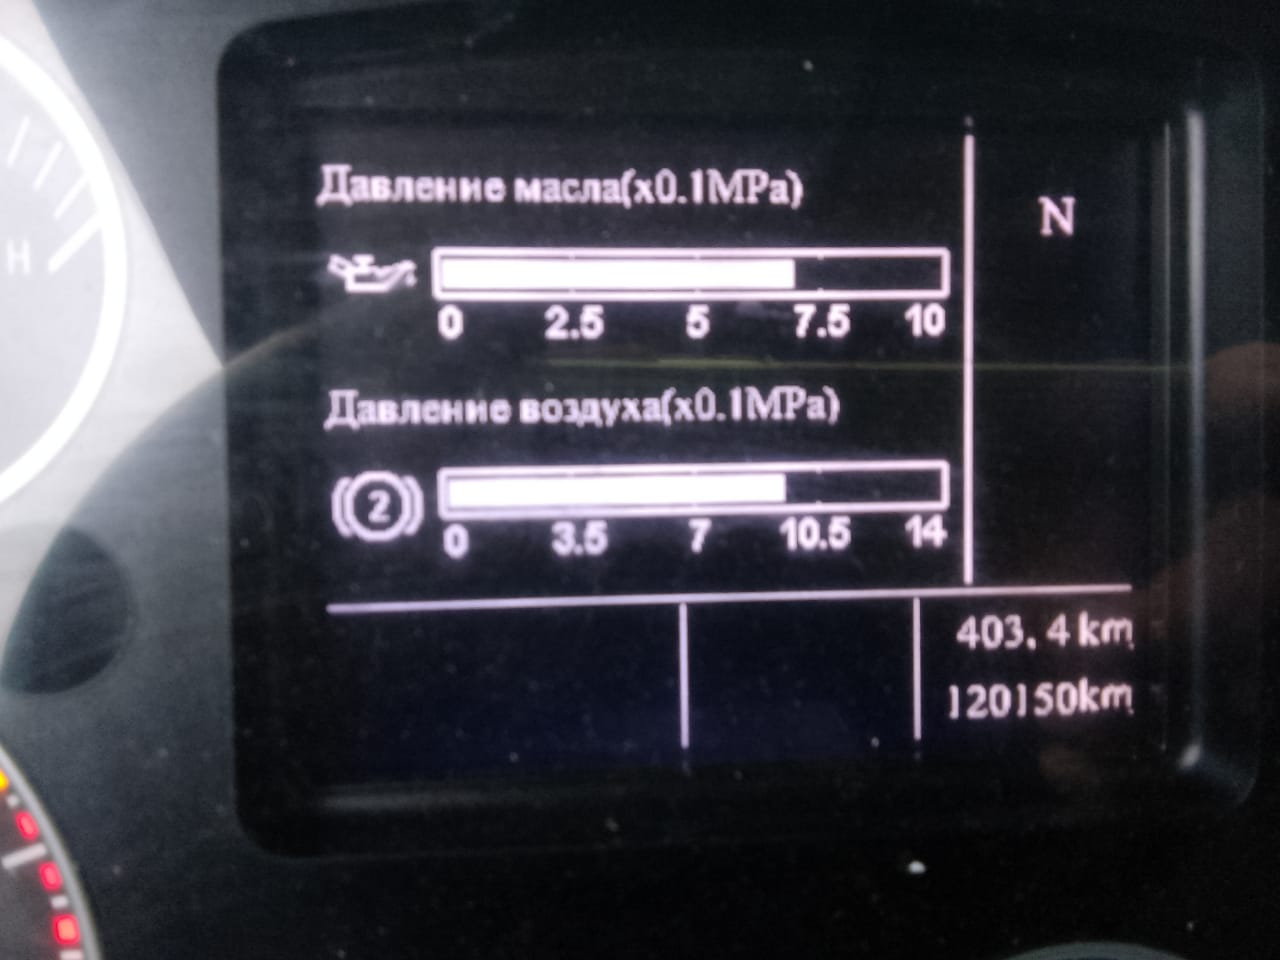 H
Давление масла(x0.1MPa)
N
0 2.5 5 7.5 10
Давление воздуха(x0.1MPa)
2
0 3.5 7 10.5 14
403.4 km
120150km